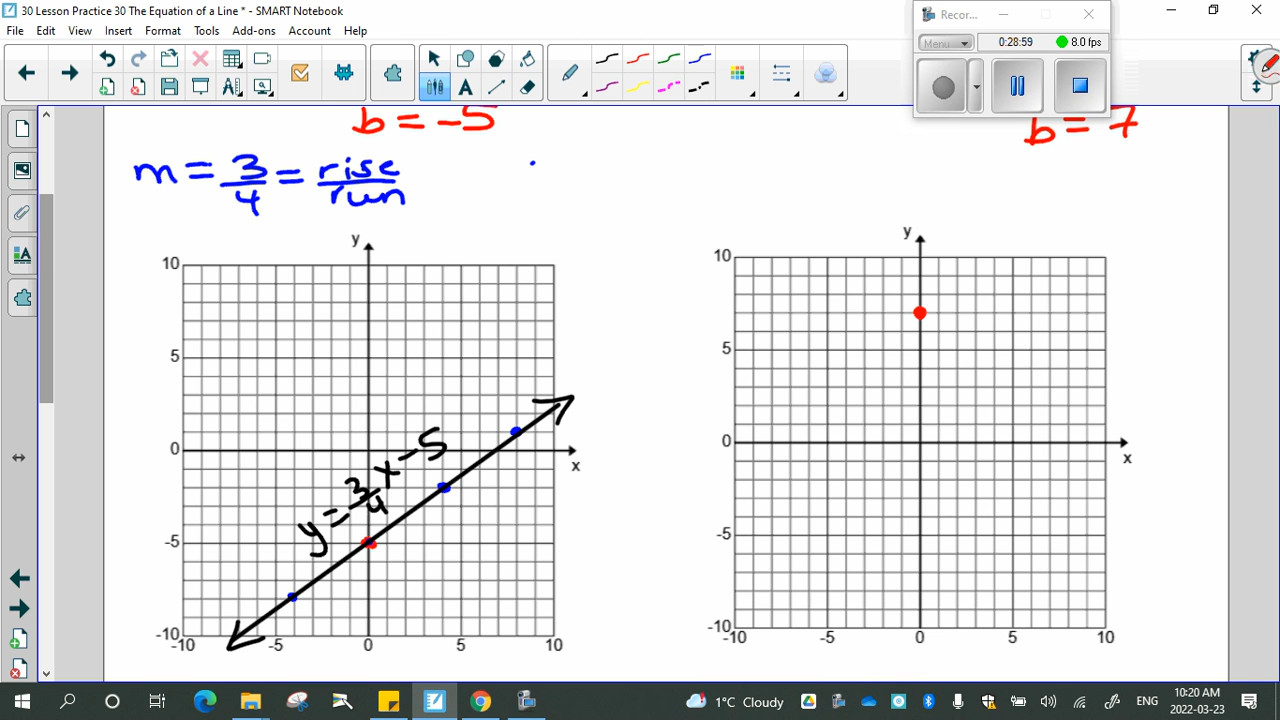 30 Lesson Practice 30 The Equation of a Line * - SMART Notebook
File Edit View Insert Format Tools Add-ons Account Help
Recor...
Menu 0:28:59 8.0 fps
b = -5
b = 7
m = 3/4 = rise/run
y
10
5
0
-5
-10
-10 -5 0 5 10
x
y = 3/4 x - 5
y
10
5
0
-5
-10
-10 -5 0 5 10
x
1°C Cloudy
ENG
10:20 AM
2022-03-23